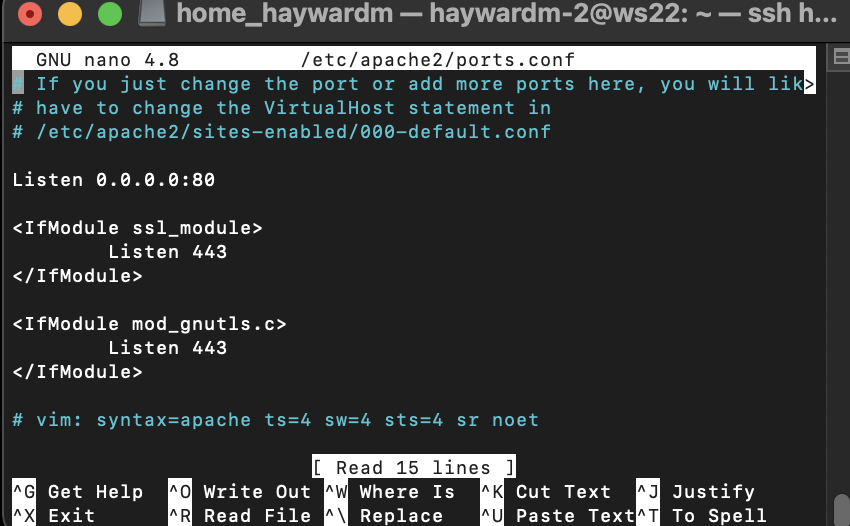 home_haywardm — haywardm-2@ws22: ~ — ssh h...
GNU nano 4.8 /etc/apache2/ports.conf
# If you just change the port or add more ports here, you will lik>
# have to change the VirtualHost statement in
# /etc/apache2/sites-enabled/000-default.conf
Listen 0.0.0.0:80
<IfModule ssl_module>
Listen 443
</IfModule>
<IfModule mod_gnutls.c>
Listen 443
</IfModule>
# vim: syntax=apache ts=4 sw=4 sts=4 sr noet
[ Read 15 lines ]
^G Get Help ^O Write Out ^W Where Is ^K Cut Text ^J Justify
^X Exit ^R Read File ^\ Replace ^U Paste Text ^T To Spell